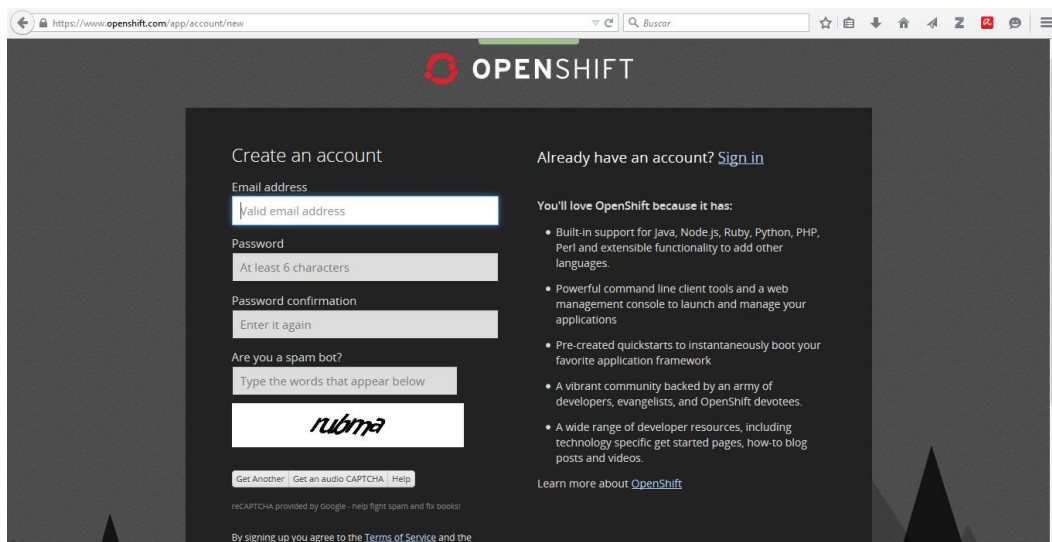 https://www.openshift.com/app/account/new
Buscar
OPENSHIFT
Create an account
Email address
Valid email address
Password
At least 6 characters
Password confirmation
Enter it again
Are you a spam bot?
Type the words that appear below
Get Another Get an audio CAPTCHA Help
reCAPTCHA provided by Google - help fight spam and fix books!
By signing up you agree to the Terms of Service and the
Already have an account? Sign in
You'll love OpenShift because it has:
• Built-in support for Java, Node.js, Ruby, Python, PHP,
Perl and extensible functionality to add other
languages.
• Powerful command line client tools and a web
management console to launch and manage your
applications
• Pre-created quickstarts to instantaneously boot your
favorite application framework
• A vibrant community backed by an army of
developers, evangelists, and OpenShift devotees.
• A wide range of developer resources, including
technology specific get started pages, how-to blog
posts and videos.
Learn more about OpenShift